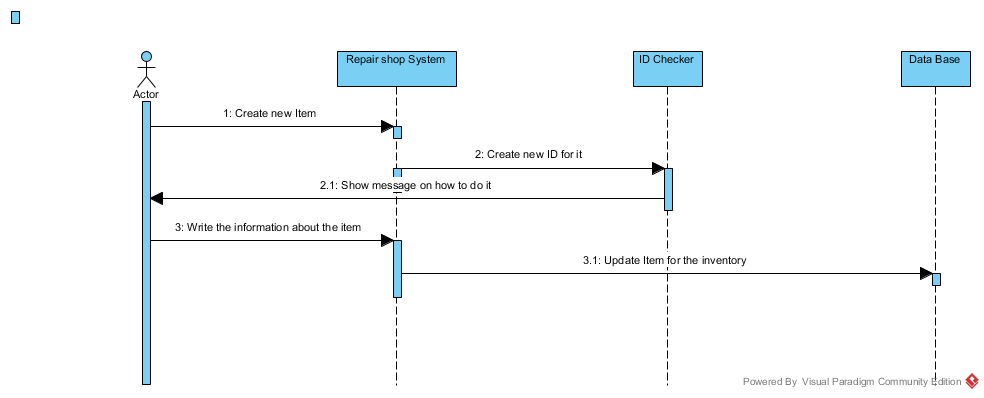 Repair shop System
ID Checker
Data Base
Actor
1: Create new Item
2: Create new ID for it
2.1: Show message on how to do it
3: Write the information about the item
3.1: Update Item for the inventory
Powered By Visual Paradigm Community Edition